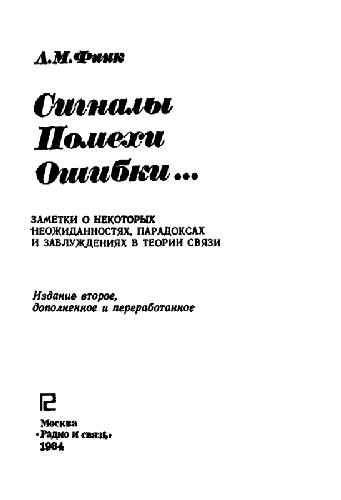 Л.М.Финк
Сигналы
Помехи
Ошибки...
ЗАМЕТКИ О НЕКОТОРЫХ
НЕОЖИДАННОСТЯХ, ПАРАДОКСАХ
И ЗАБЛУЖДЕНИЯХ В ТЕОРИИ СВЯЗИ
Издание второе,
дополненное и переработанное
Москва
«Радио и связь»
1984